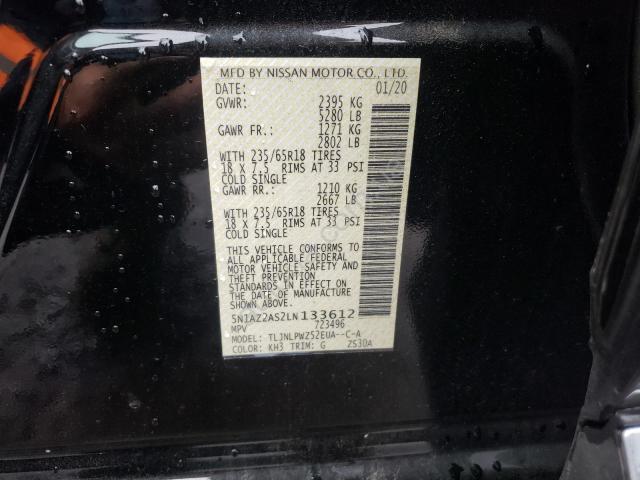 MFD BY NISSAN MOTOR CO., LTD.
DATE: 01/20
GVWR: 2395 KG
5280 LB
GAWR FR.: 1271 KG
2802 LB
WITH 235/65R18 TIRES
18 X 7.5 RIMS AT 33 PSI
COLD SINGLE
GAWR RR.: 1210 KG
2667 LB
WITH 235/65R18 TIRES
18 X 7.5 RIMS AT 33 PSI
COLD SINGLE
THIS VEHICLE CONFORMS TO
ALL APPLICABLE FEDERAL
MOTOR VEHICLE SAFETY AND
THEFT PREVENTION
STANDARDS IN EFFECT ON
THE DATE OF MANUFACTURE
SHOWN ABOVE.
5N1AZ2AS2LN133612
MPV 723496
MODEL: TLJNLPWZ52EUA--C-A
COLOR: KH3 TRIM: G Z530A